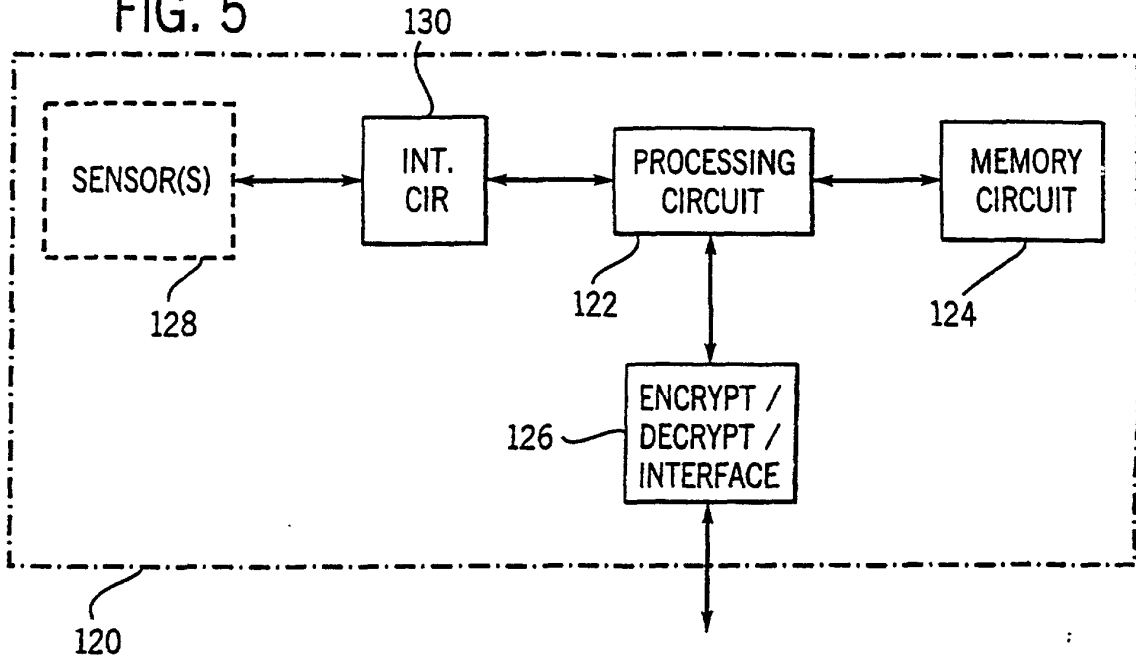 FIG. 5
130
SENSOR(S)
INT.
CIR
PROCESSING
CIRCUIT
MEMORY
CIRCUIT
128
122
124
ENCRYPT /
DECRYPT /
INTERFACE
126
120